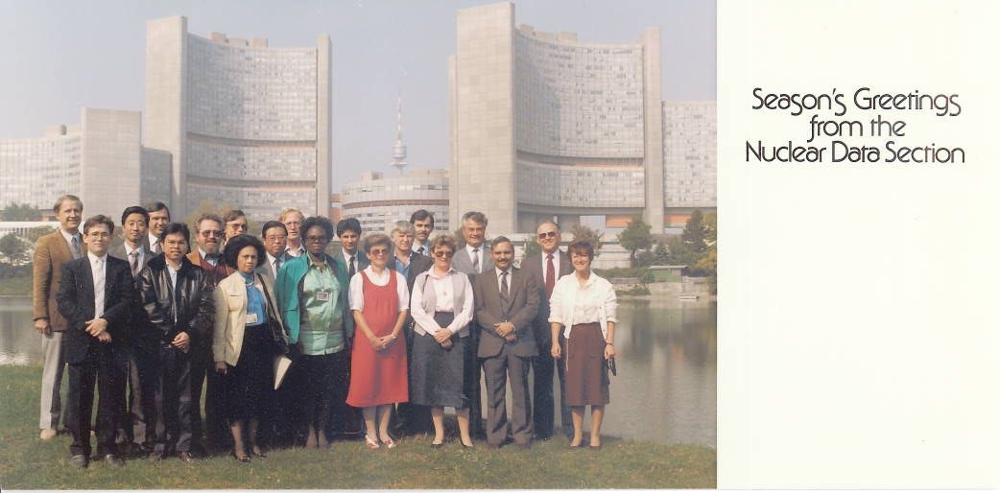 Season's Greetings
from the
Nuclear Data Section